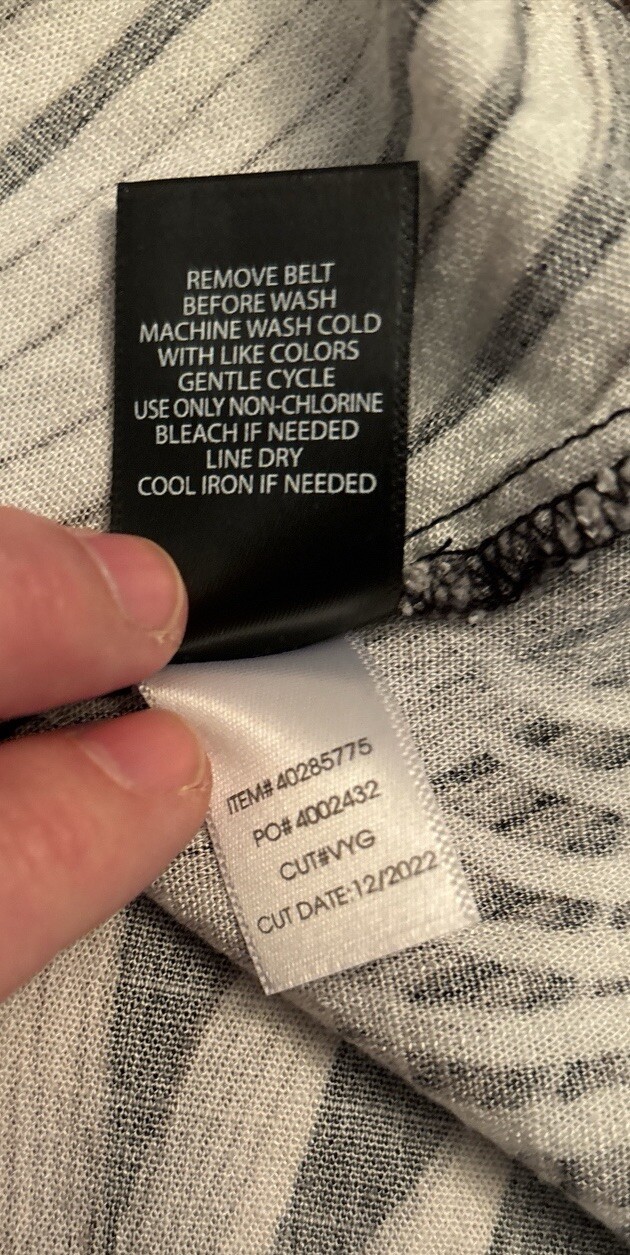 REMOVE BELT
BEFORE WASH
MACHINE WASH COLD
WITH LIKE COLORS
GENTLE CYCLE
USE ONLY NON-CHLORINE
BLEACH IF NEEDED
LINE DRY
COOL IRON IF NEEDED
ITEM# 40285775
PO# 4002432
CUT#VYG
CUT DATE:12/2022